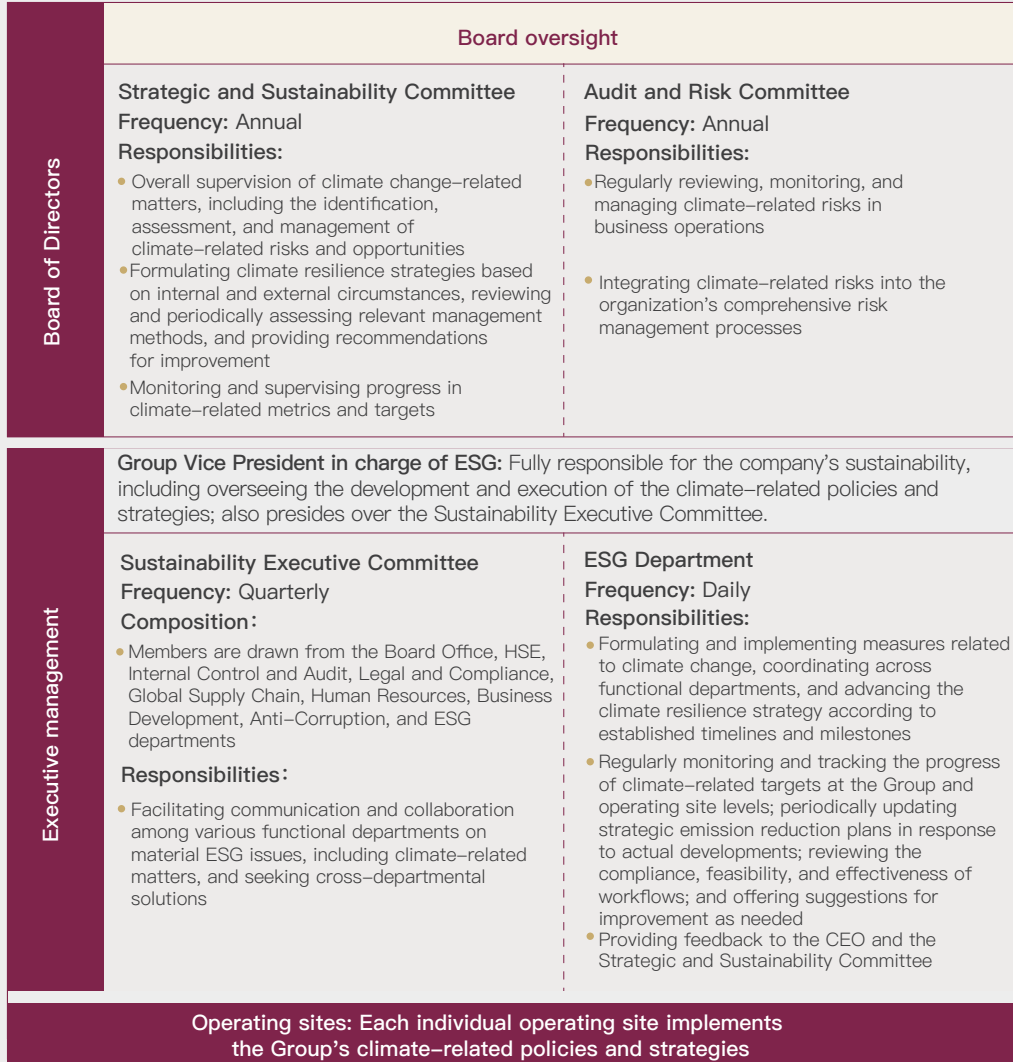 Board oversight
Board of Directors
Strategic and Sustainability Committee
Frequency: Annual
Responsibilities:
• Overall supervision of climate change–related
matters, including the identification,
assessment, and management of
climate–related risks and opportunities
• Formulating climate resilience strategies based
on internal and external circumstances, reviewing
and periodically assessing relevant management
methods, and providing recommendations
for improvement
• Monitoring and supervising progress in
climate–related metrics and targets
Audit and Risk Committee
Frequency: Annual
Responsibilities:
• Regularly reviewing, monitoring, and
managing climate–related risks in
business operations
• Integrating climate–related risks into the
organization's comprehensive risk
management processes
Executive management
Group Vice President in charge of ESG: Fully responsible for the company's sustainability,
including overseeing the development and execution of the climate–related policies and
strategies; also presides over the Sustainability Executive Committee.
Sustainability Executive Committee
Frequency: Quarterly
Composition：
• Members are drawn from the Board Office, HSE,
Internal Control and Audit, Legal and Compliance,
Global Supply Chain, Human Resources, Business
Development, Anti–Corruption, and ESG
departments
Responsibilities：
• Facilitating communication and collaboration
among various functional departments on
material ESG issues, including climate–related
matters, and seeking cross–departmental
solutions
ESG Department
Frequency: Daily
Responsibilities:
• Formulating and implementing measures related
to climate change, coordinating across
functional departments, and advancing the
climate resilience strategy according to
established timelines and milestones
• Regularly monitoring and tracking the progress
of climate–related targets at the Group and
operating site levels; periodically updating
strategic emission reduction plans in response
to actual developments; reviewing the
compliance, feasibility, and effectiveness of
workflows; and offering suggestions for
improvement as needed
• Providing feedback to the CEO and the
Strategic and Sustainability Committee
Operating sites: Each individual operating site implements
the Group's climate–related policies and strategies